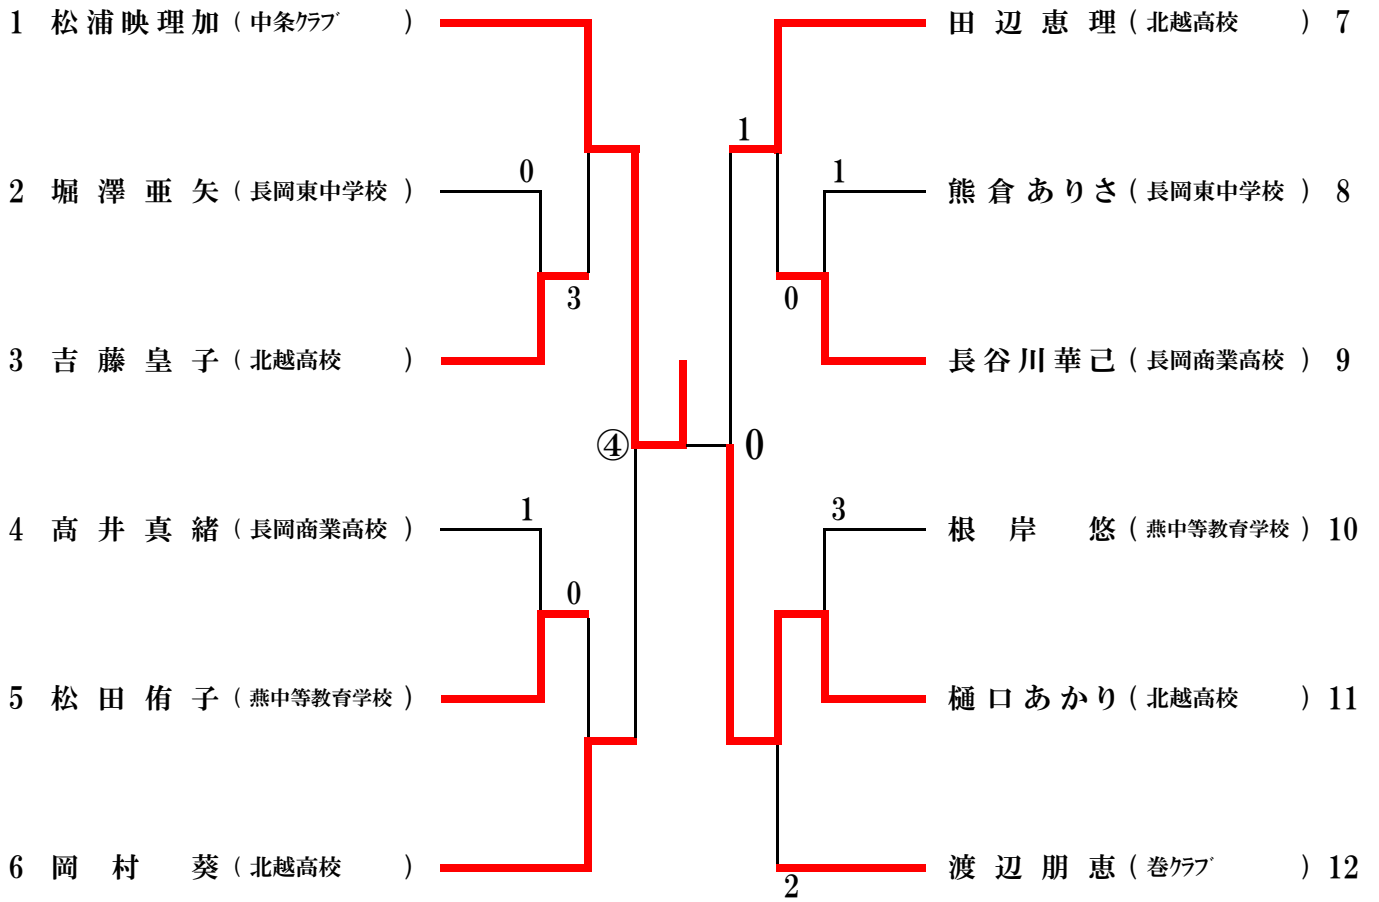 1 松浦映理加 ( 中条ｸﾗﾌﾞ )
田辺恵理 ( 北越高校 ) 7
1
0
1
2 堀澤亜矢 ( 長岡東中学校 )
熊倉ありさ ( 長岡東中学校 ) 8
3
0
3 吉藤皇子 ( 北越高校 )
長谷川華己 ( 長岡商業高校 ) 9
④ 0
1
3
4 髙井真緒 ( 長岡商業高校 )
根岸悠 ( 燕中等教育学校 ) 10
0
5 松田侑子 ( 燕中等教育学校 )
樋口あかり ( 北越高校 ) 11
6 岡村葵 ( 北越高校 )
渡辺朋恵 ( 巻ｸﾗﾌﾞ ) 12
2